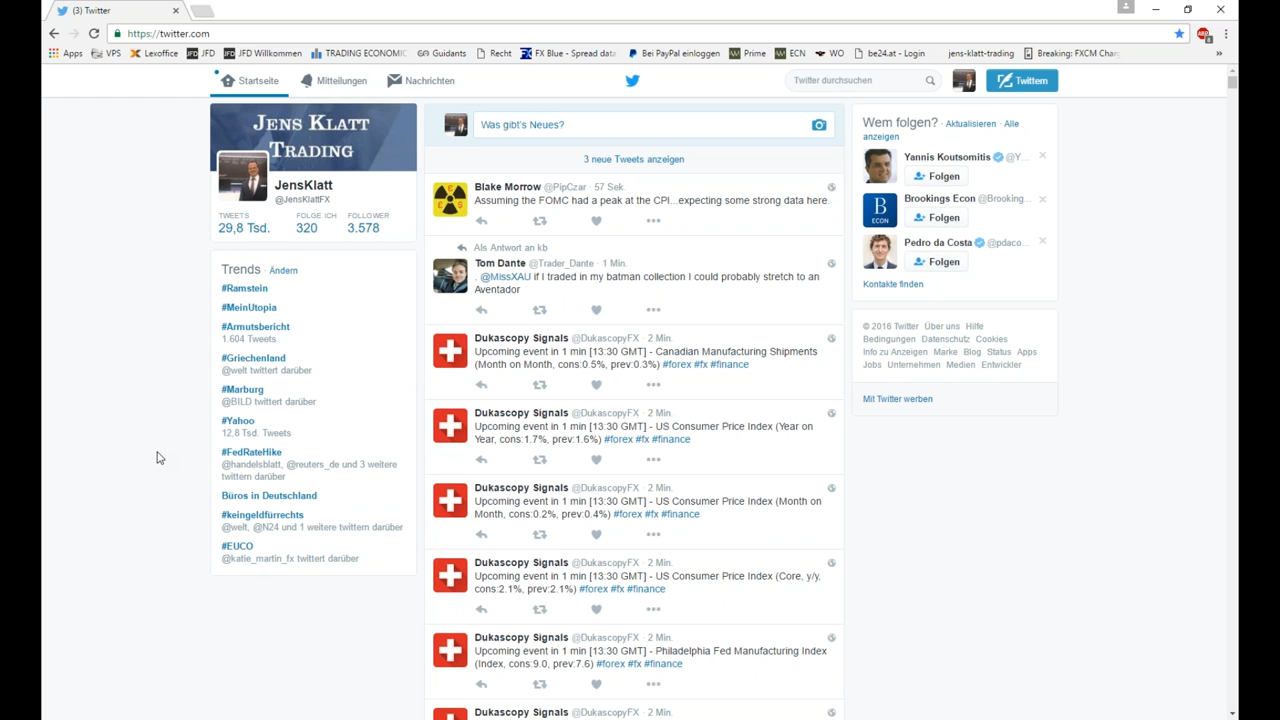 (3) Twitter
https://twitter.com
Apps VPS Lexoffice JFD JFD Willkommen TRADING ECONOMIC Guidants Recht FX Blue - Spread data Bei PayPal einloggen Prime ECN WO be24.at - Login jens-klatt-trading Breaking: FXCM Chan »
Startseite Mitteilungen Nachrichten Twitter durchsuchen Twittern
JENS KLATT
TRADING
JensKlatt
@JensKlattFX
TWEETS FOLGE ICH FOLLOWER
29,8 Tsd. 320 3.578
Trends · Ändern
#Ramstein
#MeinUtopia
#Armutsbericht
1.604 Tweets
#Griechenland
@welt twittert darüber
#Marburg
@BILD twittert darüber
#Yahoo
12,8 Tsd. Tweets
#FedRateHike
@handelsblatt, @reuters_de und 3 weitere
twittern darüber
Büros in Deutschland
#keingeldfürrechts
@welt, @N24 und 1 weitere twittern darüber
#EUCO
@katie_martin_fx twittert darüber
Was gibt's Neues?
3 neue Tweets anzeigen
Blake Morrow @PipCzar · 57 Sek.
Assuming the FOMC had a peak at the CPI...expecting some strong data here.
Als Antwort an kb
Tom Dante @Trader_Dante · 1 Min.
. @MissXAU if I traded in my batman collection I could probably stretch to an
Aventador
Dukascopy Signals @DukascopyFX · 2 Min.
Upcoming event in 1 min [13:30 GMT] - Canadian Manufacturing Shipments
(Month on Month, cons:0.5%, prev:0.3%) #forex #fx #finance
Dukascopy Signals @DukascopyFX · 2 Min.
Upcoming event in 1 min [13:30 GMT] - US Consumer Price Index (Year on
Year, cons:1.7%, prev:1.6%) #forex #fx #finance
Dukascopy Signals @DukascopyFX · 2 Min.
Upcoming event in 1 min [13:30 GMT] - US Consumer Price Index (Month on
Month, cons:0.2%, prev:0.4%) #forex #fx #finance
Dukascopy Signals @DukascopyFX · 2 Min.
Upcoming event in 1 min [13:30 GMT] - US Consumer Price Index (Core, y/y,
cons:2.1%, prev:2.1%) #forex #fx #finance
Dukascopy Signals @DukascopyFX · 2 Min.
Upcoming event in 1 min [13:30 GMT] - Philadelphia Fed Manufacturing Index
(Index, cons:9.0, prev:7.6) #forex #fx #finance
Dukascopy Signals @DukascopyFX · 2 Min.
Wem folgen? · Aktualisieren · Alle
anzeigen
Yannis Koutsomitis @Y...
Folgen
B
ECON
Brookings Econ @Brooking...
Folgen
Pedro da Costa @pdaco...
Folgen
Kontakte finden
© 2016 Twitter Über uns Hilfe
Bedingungen Datenschutz Cookies
Info zu Anzeigen Marke Blog Status Apps
Jobs Unternehmen Medien Entwickler
Mit Twitter werben